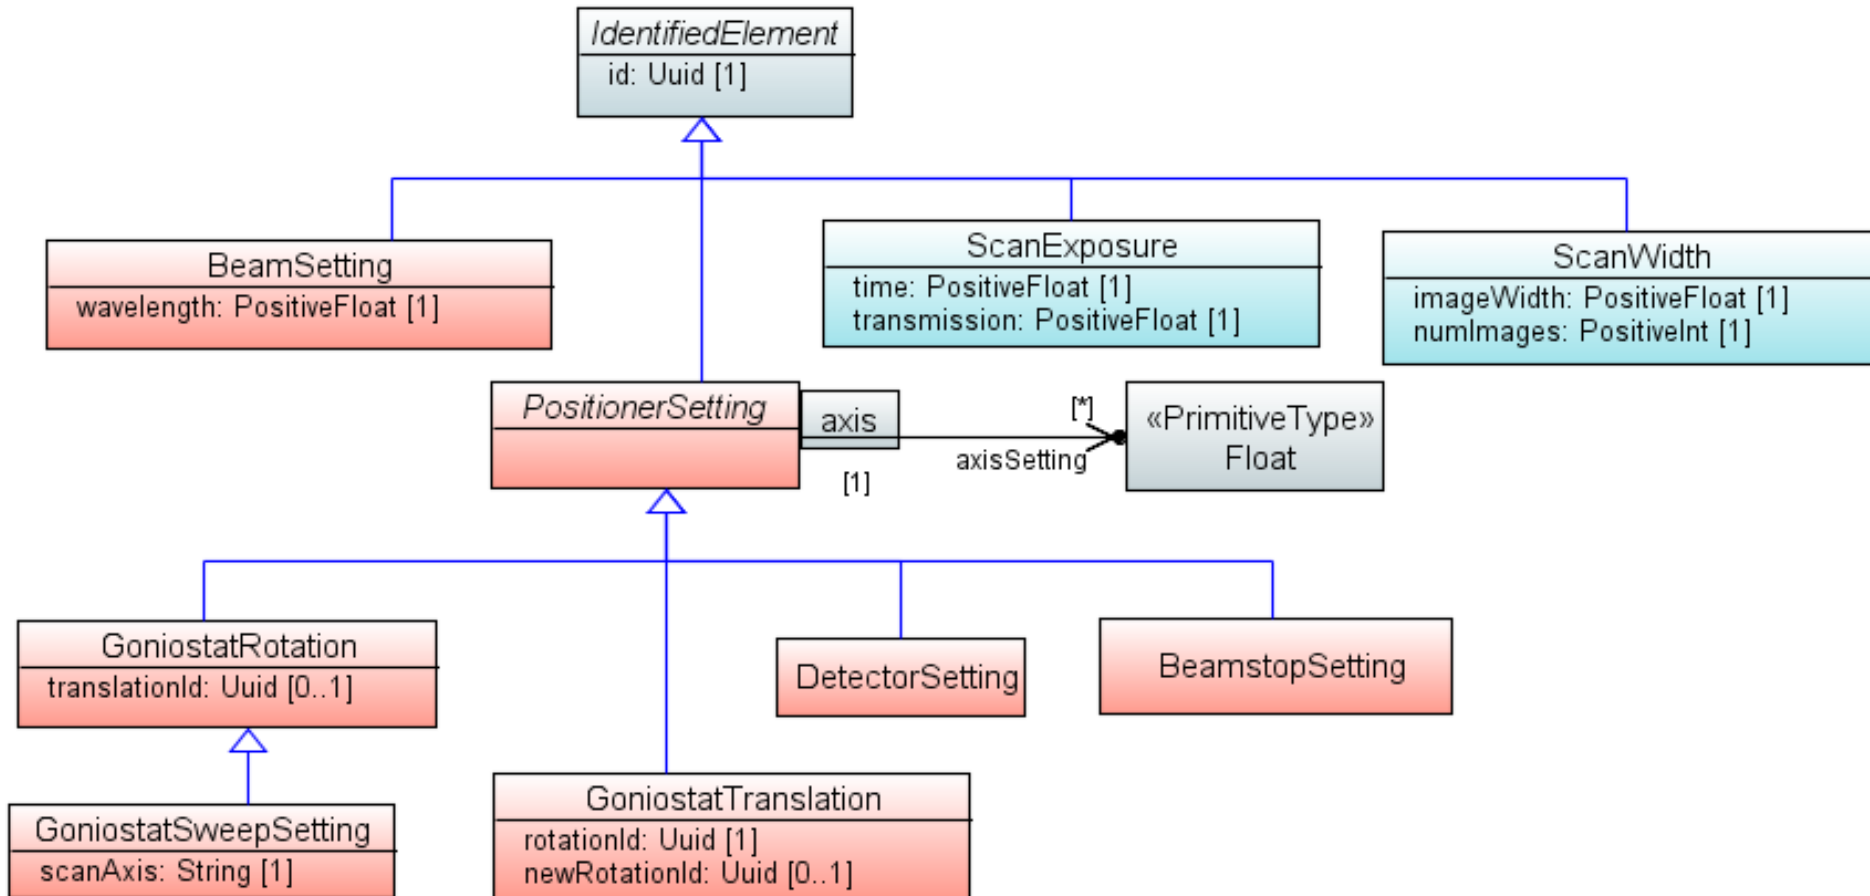 IdentifiedElement
id: Uuid [1]
BeamSetting
wavelength: PositiveFloat [1]
ScanExposure
time: PositiveFloat [1]
transmission: PositiveFloat [1]
ScanWidth
imageWidth: PositiveFloat [1]
numImages: PositiveInt [1]
PositionerSetting
axis
[1]
[*]
axisSetting
«PrimitiveType»
Float
GoniostatRotation
translationId: Uuid [0..1]
DetectorSetting
BeamstopSetting
GoniostatSweepSetting
scanAxis: String [1]
GoniostatTranslation
rotationId: Uuid [1]
newRotationId: Uuid [0..1]